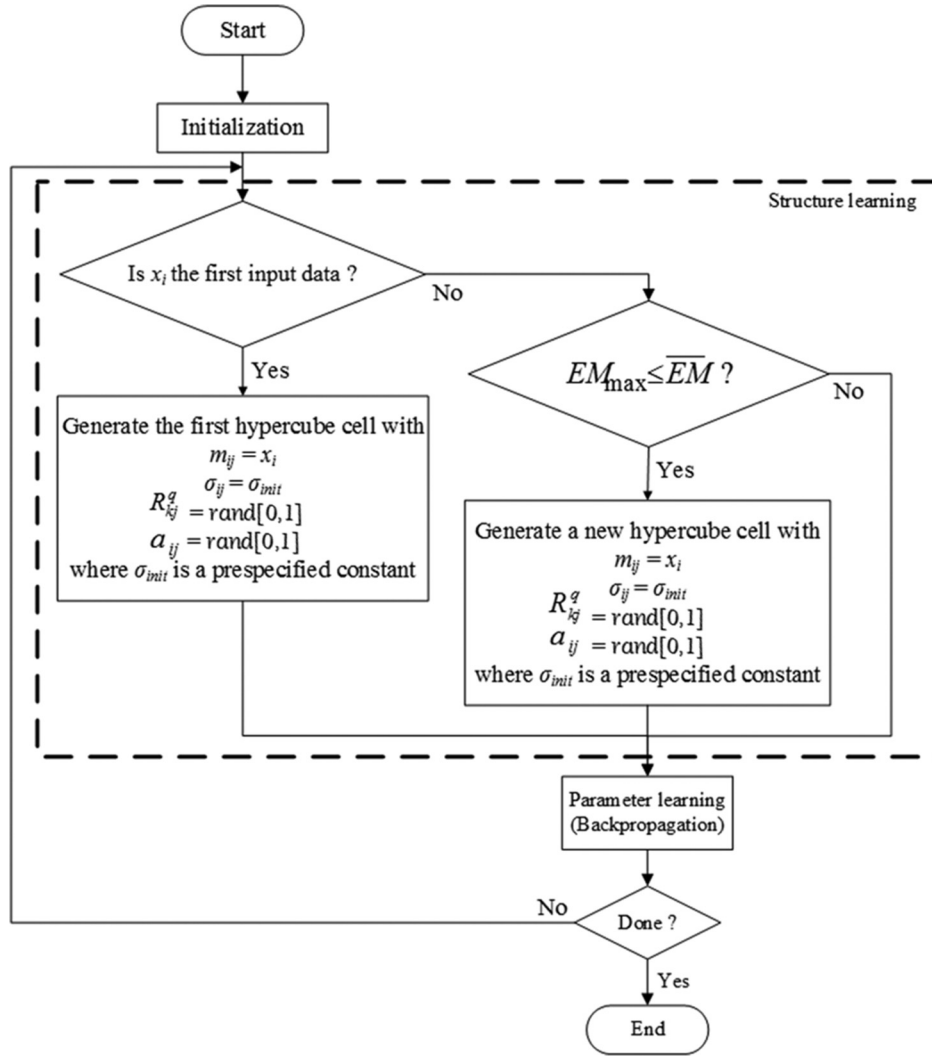 Start
Initialization
Structure learning
Is xᵢ the first input data ?
No
Yes
EM_max ≤ \overline{EM} ?
No
Yes
Generate the first hypercube cell with
m_ij = x_i
σ_ij = σ_init
R_kj^q = rand[0,1]
a_ij = rand[0,1]
where σ_init is a prespecified constant
Generate a new hypercube cell with
m_ij = x_i
σ_ij = σ_init
R_kj^q = rand[0,1]
a_ij = rand[0,1]
where σ_init is a prespecified constant
Parameter learning
(Backpropagation)
No
Done ?
Yes
End